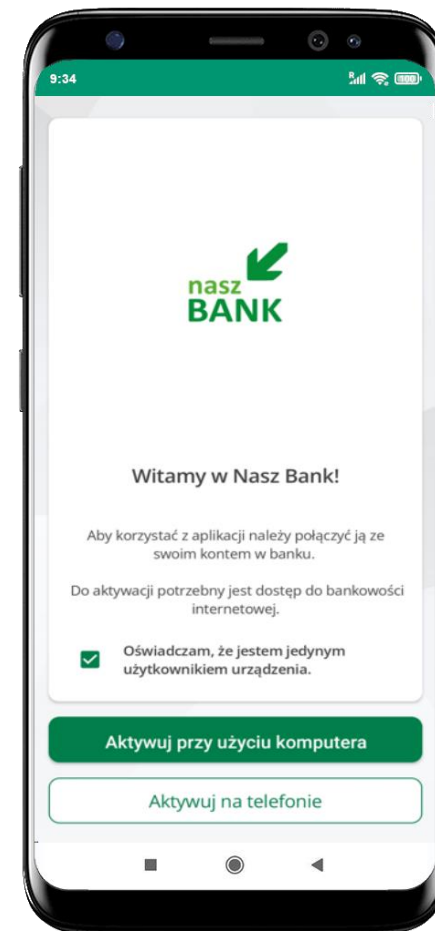 9:34
R
100
nasz
BANK
Witamy w Nasz Bank!
Aby korzystać z aplikacji należy połączyć ją ze
swoim kontem w banku.
Do aktywacji potrzebny jest dostęp do bankowości
internetowej.
Oświadczam, że jestem jedynym
użytkownikiem urządzenia.
Aktywuj przy użyciu komputera
Aktywuj na telefonie